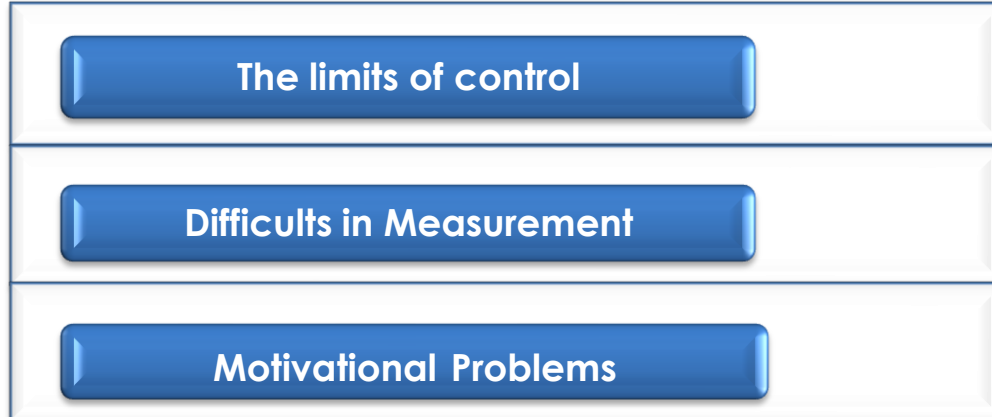 The limits of control
Difficults in Measurement
Motivational Problems